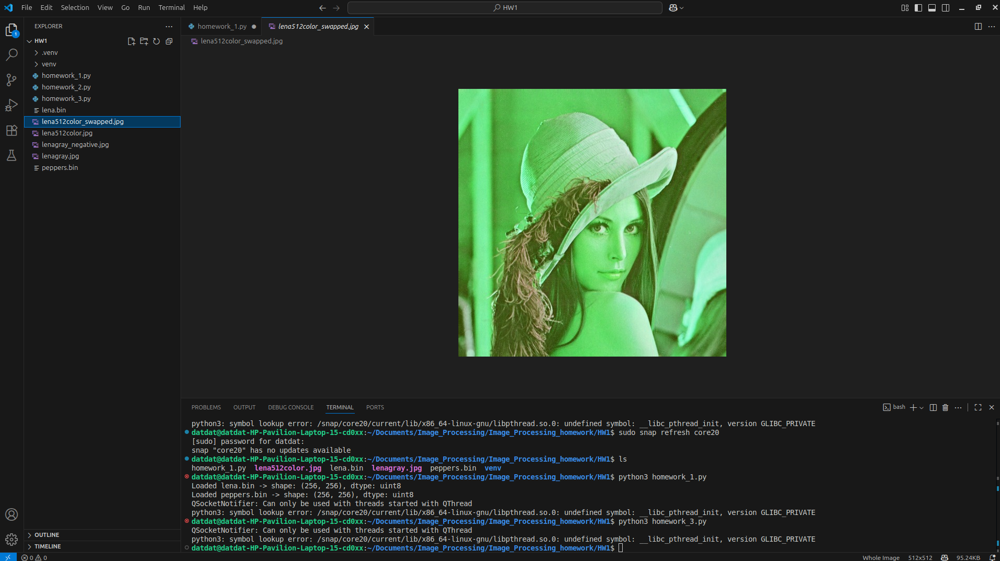 File Edit Selection View Go Run Terminal Help
HW1
EXPLORER
homework_1.py
lena512color_swapped.jpg
HW1
lena512color_swapped.jpg
.venv
venv
homework_1.py
homework_2.py
homework_3.py
lena.bin
lena512color_swapped.jpg
lena512color.jpg
lenagray_negative.jpg
lenagray.jpg
peppers.bin
1
PROBLEMS OUTPUT DEBUG CONSOLE TERMINAL PORTS
bash
python3: symbol lookup error: /snap/core20/current/lib/x86_64-linux-gnu/libpthread.so.0: undefined symbol: __libc_pthread_init, version GLIBC_PRIVATE
datdat@datdat-HP-Pavilion-Laptop-15-cd0xx:~/Documents/Image_Processing/Image_Processing_homework/HW1$ sudo snap refresh core20
[sudo] password for datdat:
snap "core20" has no updates available
datdat@datdat-HP-Pavilion-Laptop-15-cd0xx:~/Documents/Image_Processing/Image_Processing_homework/HW1$ ls
homework_1.py lena512color.jpg lena.bin lenagray.jpg peppers.bin venv
datdat@datdat-HP-Pavilion-Laptop-15-cd0xx:~/Documents/Image_Processing/Image_Processing_homework/HW1$ python3 homework_1.py
Loaded lena.bin -> shape: (256, 256), dtype: uint8
Loaded peppers.bin -> shape: (256, 256), dtype: uint8
QSocketNotifier: Can only be used with threads started with QThread
python3: symbol lookup error: /snap/core20/current/lib/x86_64-linux-gnu/libpthread.so.0: undefined symbol: __libc_pthread_init, version GLIBC_PRIVATE
datdat@datdat-HP-Pavilion-Laptop-15-cd0xx:~/Documents/Image_Processing/Image_Processing_homework/HW1$ python3 homework_3.py
QSocketNotifier: Can only be used with threads started with QThread
python3: symbol lookup error: /snap/core20/current/lib/x86_64-linux-gnu/libpthread.so.0: undefined symbol: __libc_pthread_init, version GLIBC_PRIVATE
datdat@datdat-HP-Pavilion-Laptop-15-cd0xx:~/Documents/Image_Processing/Image_Processing_homework/HW1$
OUTLINE
TIMELINE
0 0
Whole Image 512x512 95.24KB